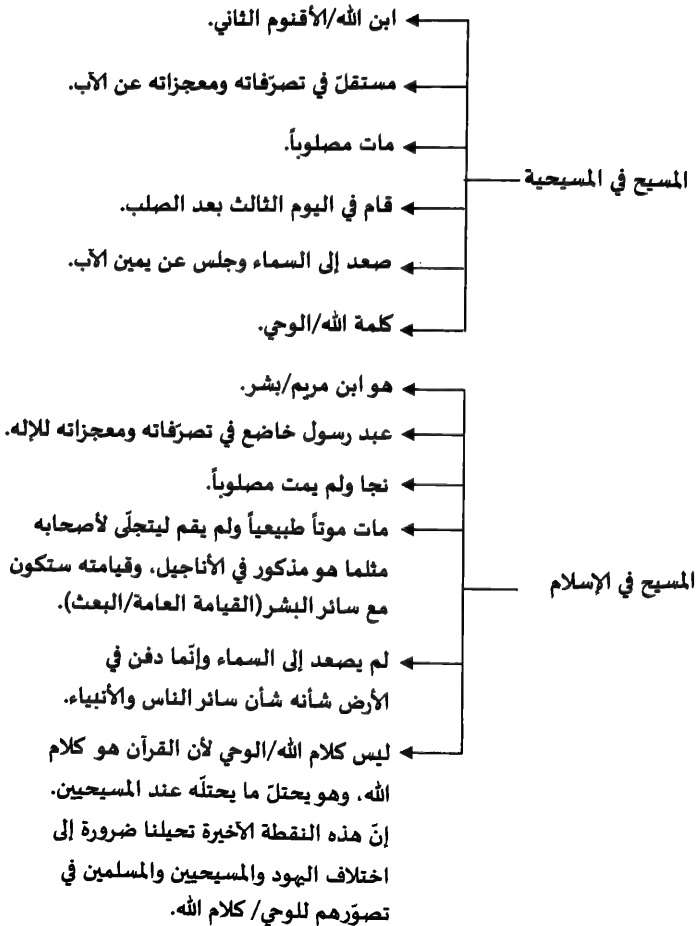 المسيح في المسيحية
ابن الله/الأقنوم الثاني.
مستقلّ في تصرّفاته ومعجزاته عن الآب.
مات مصلوباً.
قام في اليوم الثالث بعد الصلب.
صعد إلى السماء وجلس عن يمين الآب.
كلمة الله/الوحي.
المسيح في الإسلام
هو ابن مريم/بشر.
عبد رسول خاضع في تصرّفاته ومعجزاته للإله.
نجا ولم يمت مصلوباً.
مات موتاً طبيعياً ولم يقم ليتجلّى لأصحابه
مثلما هو مذكور في الأناجيل، وقيامته ستكون
مع سائر البشر(القيامة العامة/البعث).
لم يصعد إلى السماء وإنّما دفن في
الأرض شأنه شأن سائر الناس والأنبياء.
ليس كلام الله/الوحي لأن القرآن هو كلام
الله، وهو يحتلّ ما يحتلّه عند المسيحيين.
إنّ هذه النقطة الأخيرة تحيلنا ضرورة إلى
اختلاف اليهود والمسيحيين والمسلمين في
تصوّرهم للوحي/ كلام الله.